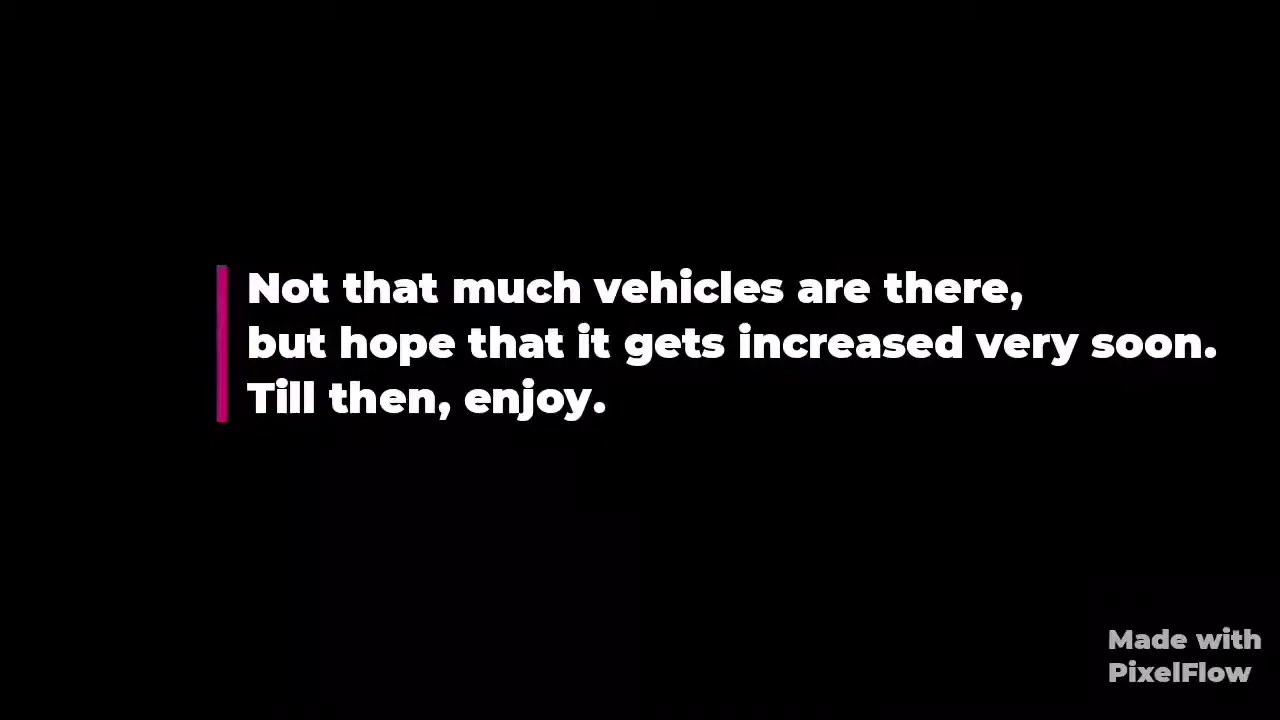 Not that much vehicles are there,
but hope that it gets increased very soon.
Till then, enjoy.
Made with
PixelFlow